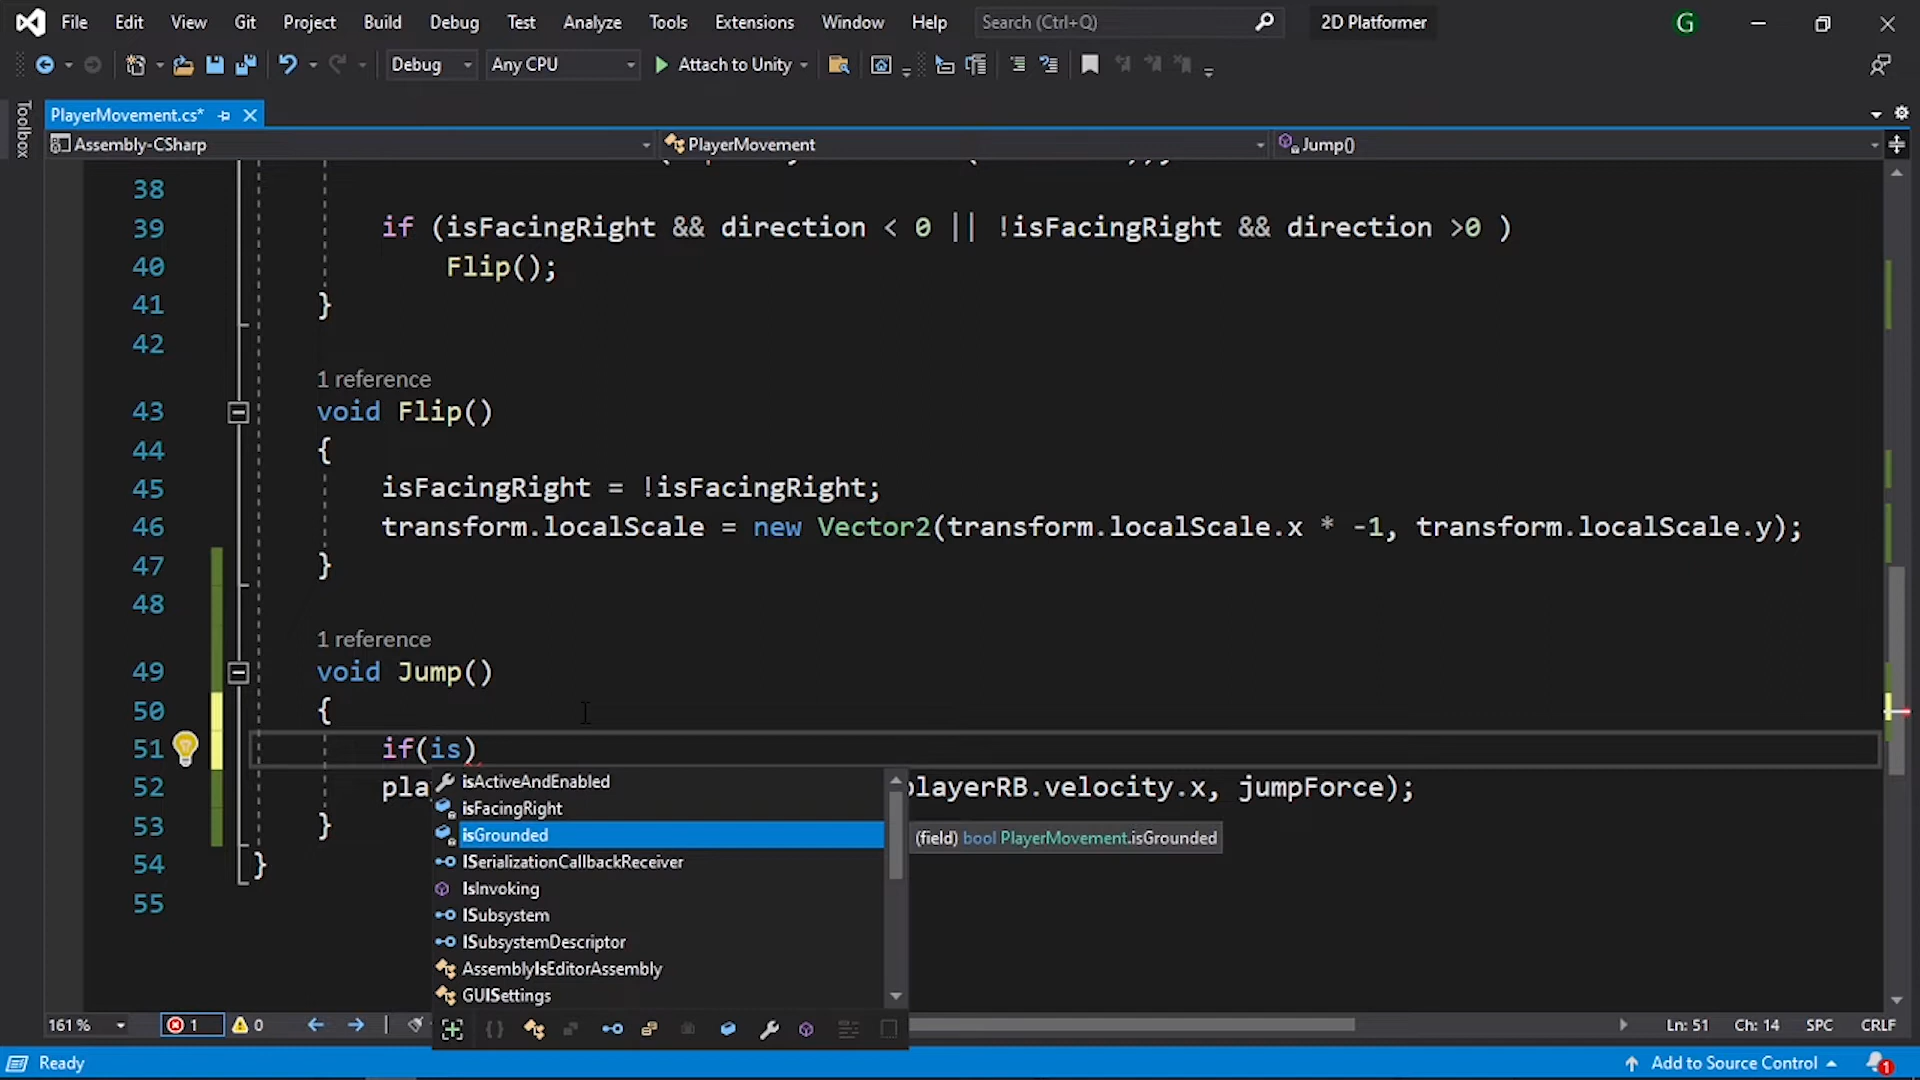 File Edit View Git Project Build Debug Test Analyze Tools Extensions Window Help Search (Ctrl+Q) 2D Platformer G
Debug Any CPU Attach to Unity
Toolbox
PlayerMovement.cs*
Assembly-CSharp PlayerMovement Jump()
38
39 if (isFacingRight && direction < 0 || !isFacingRight && direction >0 )
40 Flip();
41 }
42
1 reference
43 void Flip()
44 {
45 isFacingRight = !isFacingRight;
46 transform.localScale = new Vector2(transform.localScale.x * -1, transform.localScale.y);
47 }
48
1 reference
49 void Jump()
50 {
51 if(is)
52 pla playerRB.velocity.x, jumpForce);
53 }
54 }
55
isActiveAndEnabled
isFacingRight
isGrounded
(field) bool PlayerMovement.isGrounded
ISerializationCallbackReceiver
IsInvoking
ISubsystem
ISubsystemDescriptor
AssemblyIsEditorAssembly
GUISettings
161 % 1 0 Ln: 51 Ch: 14 SPC CRLF
Ready Add to Source Control 1